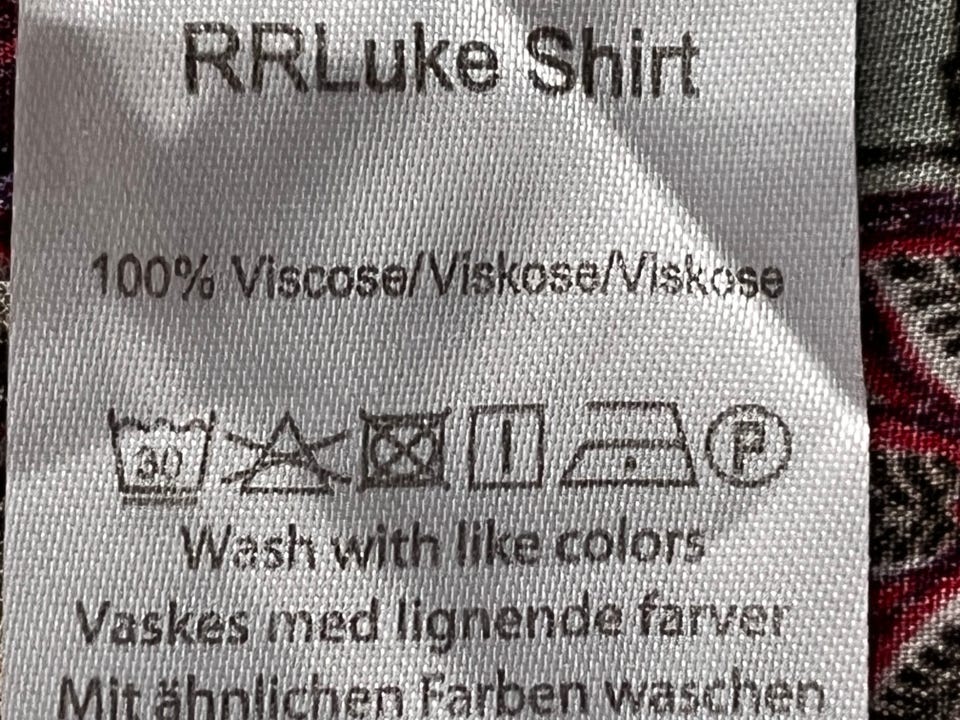 RRLuke Shirt
100% Viscose/Viskose/Viskose
30 P
Wash with like colors
Vaskes med lignende farver
Mit ähnlichen Farben waschen